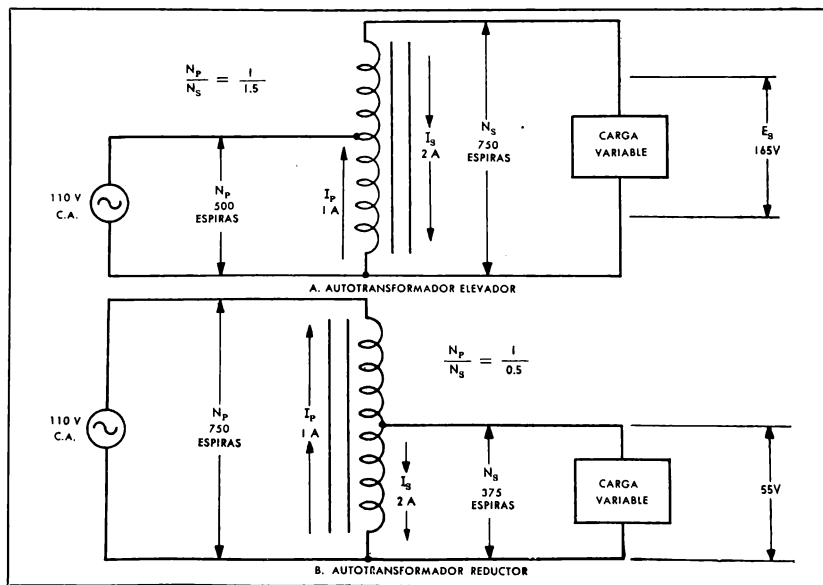 N_P / N_S = 1 / 1.5
110 V
C.A.
N_P
500
ESPIRAS
I_P
1 A
I_S
2 A
N_S
750
ESPIRAS
CARGA
VARIABLE
E_S
165V
A. AUTOTRANSFORMADOR ELEVADOR
110 V
C.A.
N_P
750
ESPIRAS
I_P
1 A
I_S
2 A
N_P / N_S = 1 / 0.5
N_S
375
ESPIRAS
CARGA
VARIABLE
55V
B. AUTOTRANSFORMADOR REDUCTOR